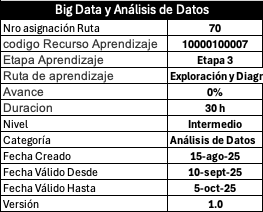 Big Data y Análisis de Datos
Nro asignación Ruta 70
codigo Recurso Aprendizaje 10000100007
Etapa Aprendizaje Etapa 3
Ruta de aprendizaje Exploración y Diagr
Avance 0%
Duracion 30 h
Nivel Intermedio
Categoría Análisis de Datos
Fecha Creado 15-ago-25
Fecha Válido Desde 10-sept-25
Fecha Válido Hasta 5-oct-25
Versión 1.0